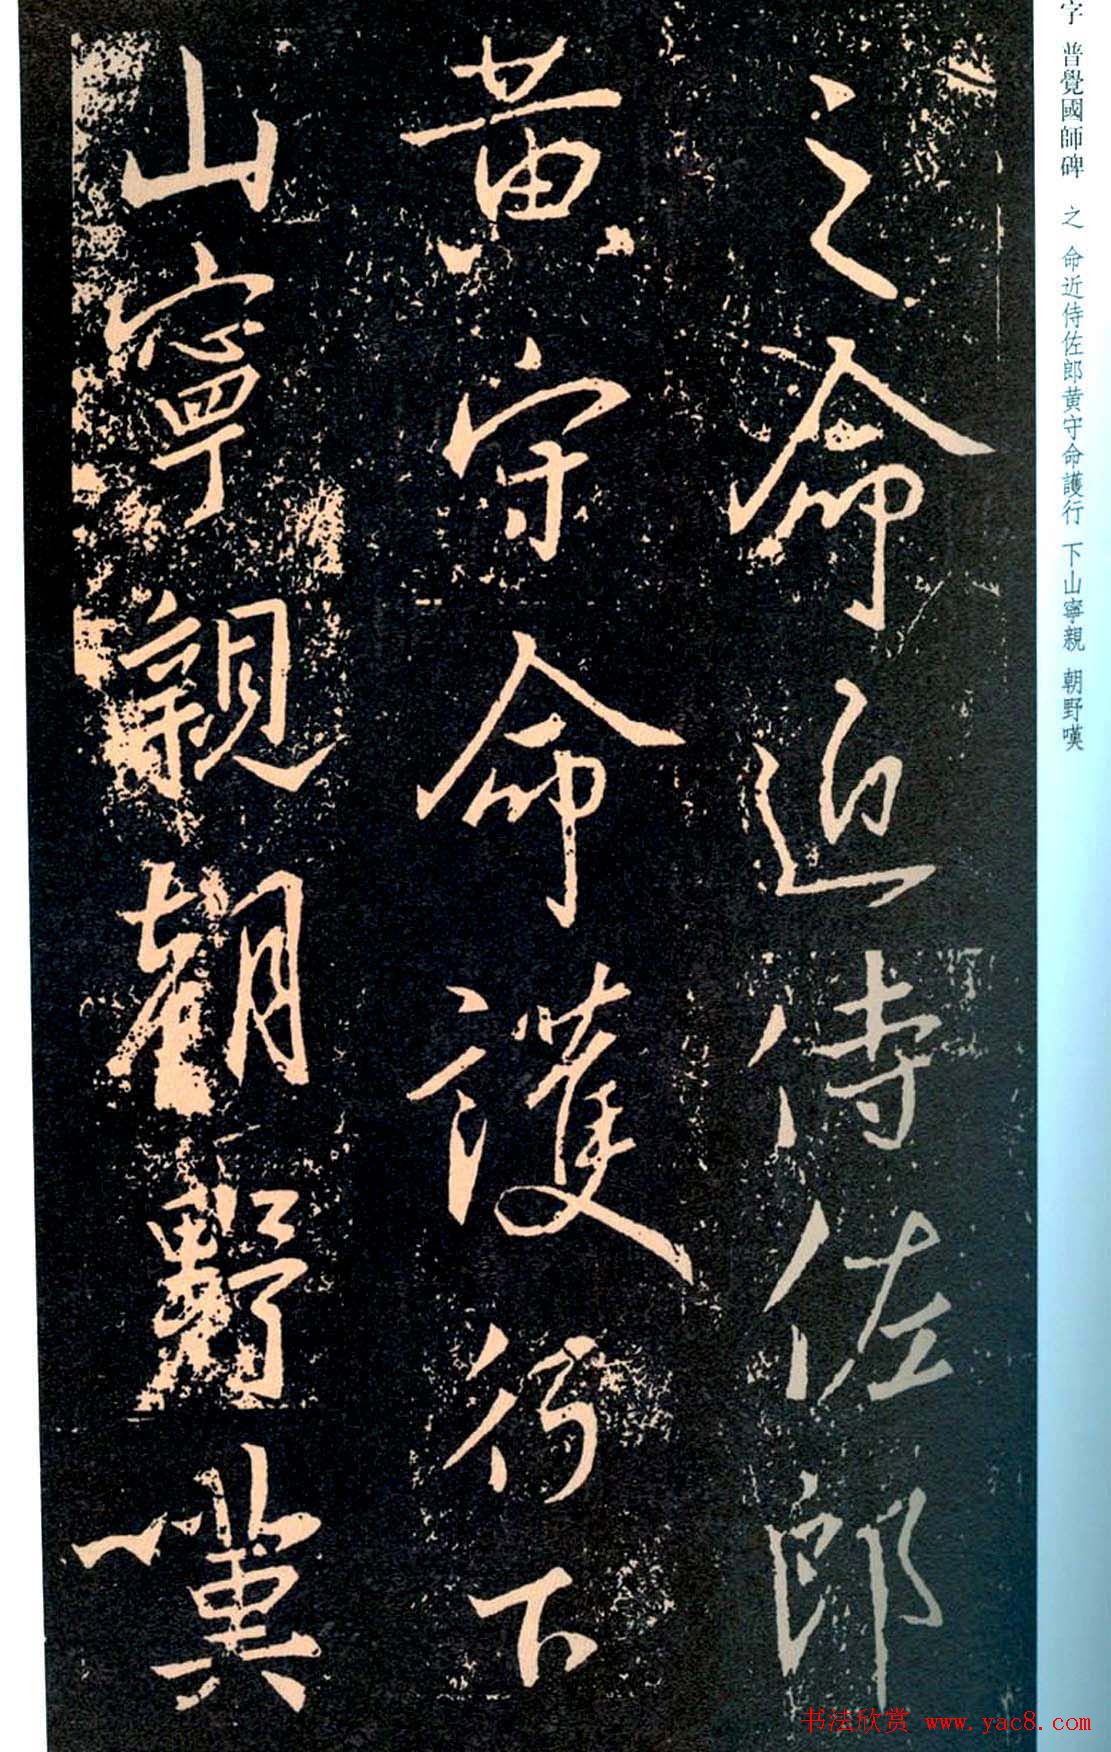 之命近侍佐郎
黄守命護行下
山寧親朝野嘆
字 普覺國師碑 之 命近侍佐郎黄守命護行 下山寧親 朝野嘆
书法欣赏 www.yac8.com